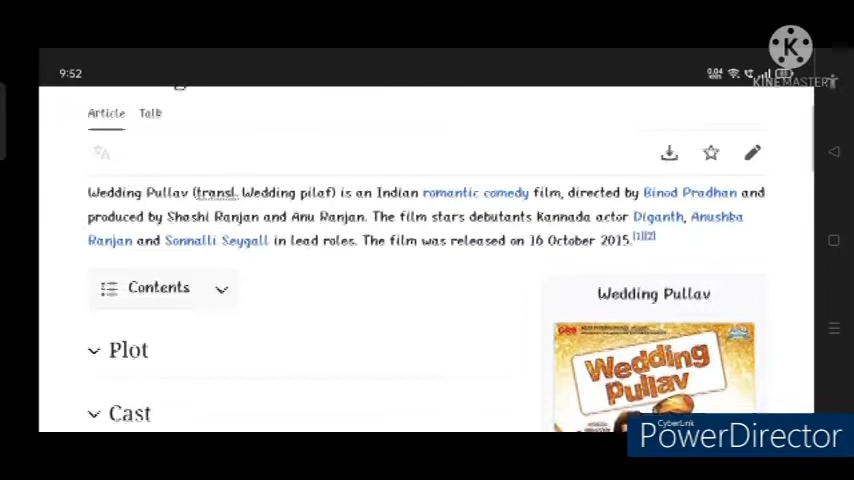 9:52
0.04
KINEMASTER
Article Talk
Wedding Pullav (transl. Wedding pilaf) is an Indian romantic comedy film, directed by Binod Pradhan and
produced by Shashi Ranjan and Anu Ranjan. The film stars debutants Kannada actor Diganth, Anushka
Ranjan and Sonnalli Seygall in lead roles. The film was released on 16 October 2015.[1][2]
Contents
Wedding Pullav
Plot
Wedding
Pullav
Cast
CyberLink
PowerDirector